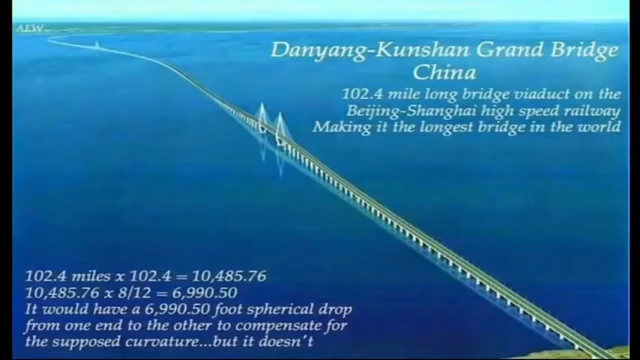 AEW
Danyang-Kunshan Grand Bridge
China
102.4 mile long bridge viaduct on the
Beijing-Shanghai high speed railway
Making it the longest bridge in the world
102.4 miles x 102.4 = 10,485.76
10,485.76 x 8/12 = 6,990.50
It would have a 6,990.50 foot spherical drop
from one end to the other to compensate for
the supposed curvature...but it doesn't